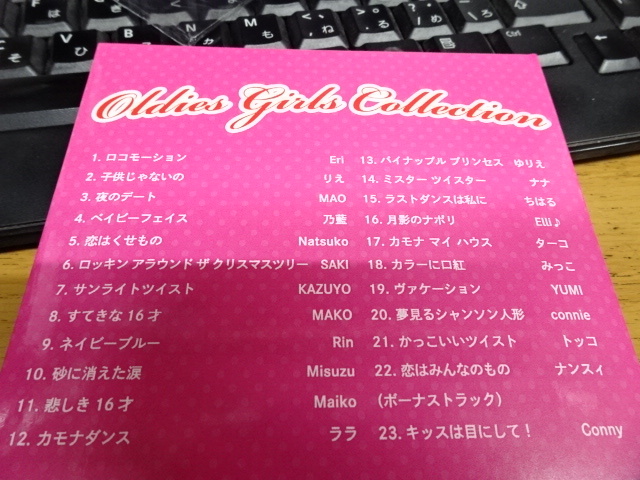 Oldies Girls Collection
1. ロコモーション Eri
2. 子供じゃないの りえ
3. 夜のデート MAO
4. ベイビーフェイス 乃藍
5. 恋はくせもの Natsuko
6. ロッキン アラウンド ザ クリスマスツリー SAKI
7. サンライトツイスト KAZUYO
8. すてきな16才 MAKO
9. ネイビーブルー Rin
10. 砂に消えた涙 Misuzu
11. 悲しき16才 Maiko
12. カモナダンス ララ
13. パイナップル プリンセス ゆりえ
14. ミスター ツイスター ナナ
15. ラストダンスは私に ちはる
16. 月影のナポリ Elli♪
17. カモナ マイ ハウス ターコ
18. カラーに口紅 みっこ
19. ヴァケーション YUMI
20. 夢見るシャンソン人形 connie
21. かっこいいツイスト トッコ
22. 恋はみんなのもの ナンスィ
(ボーナストラック)
23. キッスは目にして! Conny